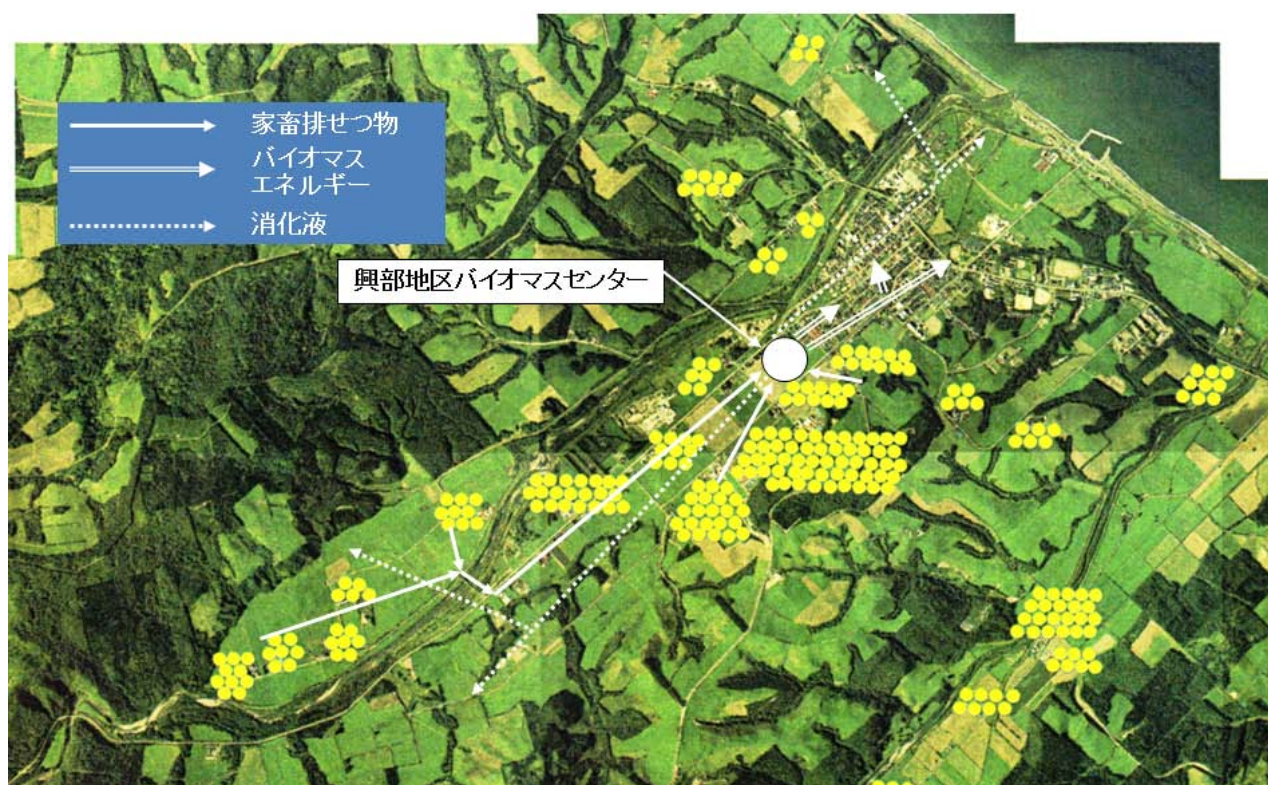 家畜排せつ物
バイオマス
エネルギー
消化液
興部地区バイオマスセンター